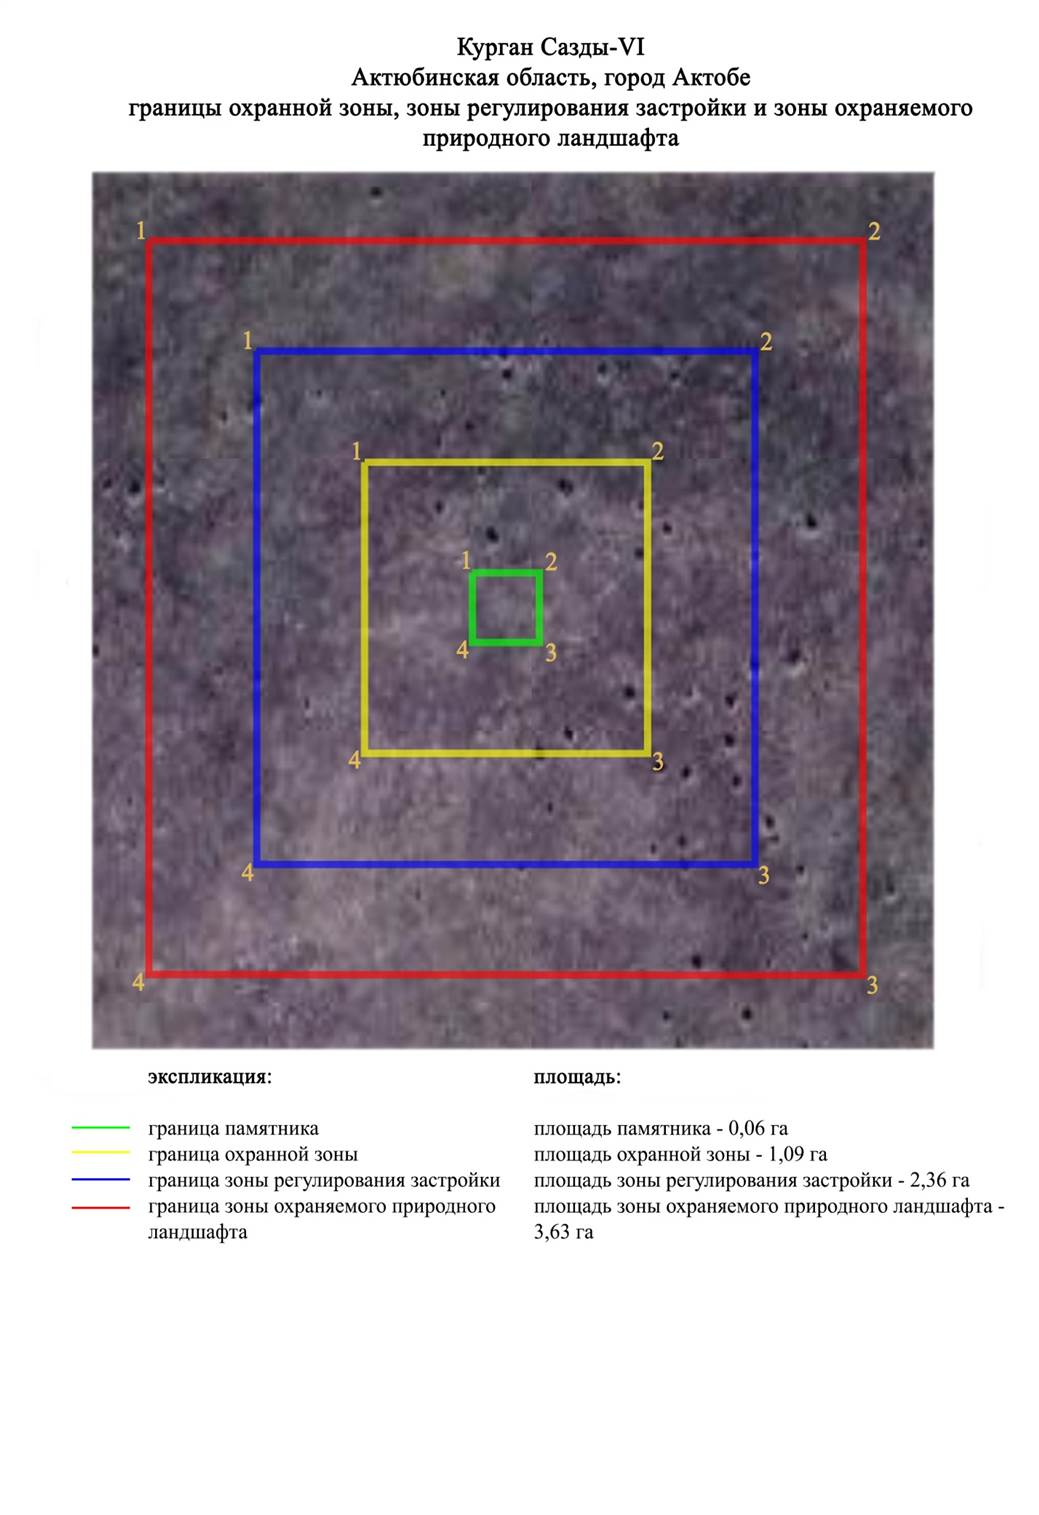 Курган Сазды-VI
Актюбинская область, город Актобе
границы охранной зоны, зоны регулирования застройки и зоны охраняемого
природного ландшафта
1
2
1
2
1
2
1
2
4
3
4
3
4
3
4
3
экспликация:
площадь:
граница памятника
площадь памятника - 0,06 га
граница охранной зоны
площадь охранной зоны - 1,09 га
граница зоны регулирования застройки
площадь зоны регулирования застройки - 2,36 га
граница зоны охраняемого природного
ландшафта
площадь зоны охраняемого природного ландшафта -
3,63 га